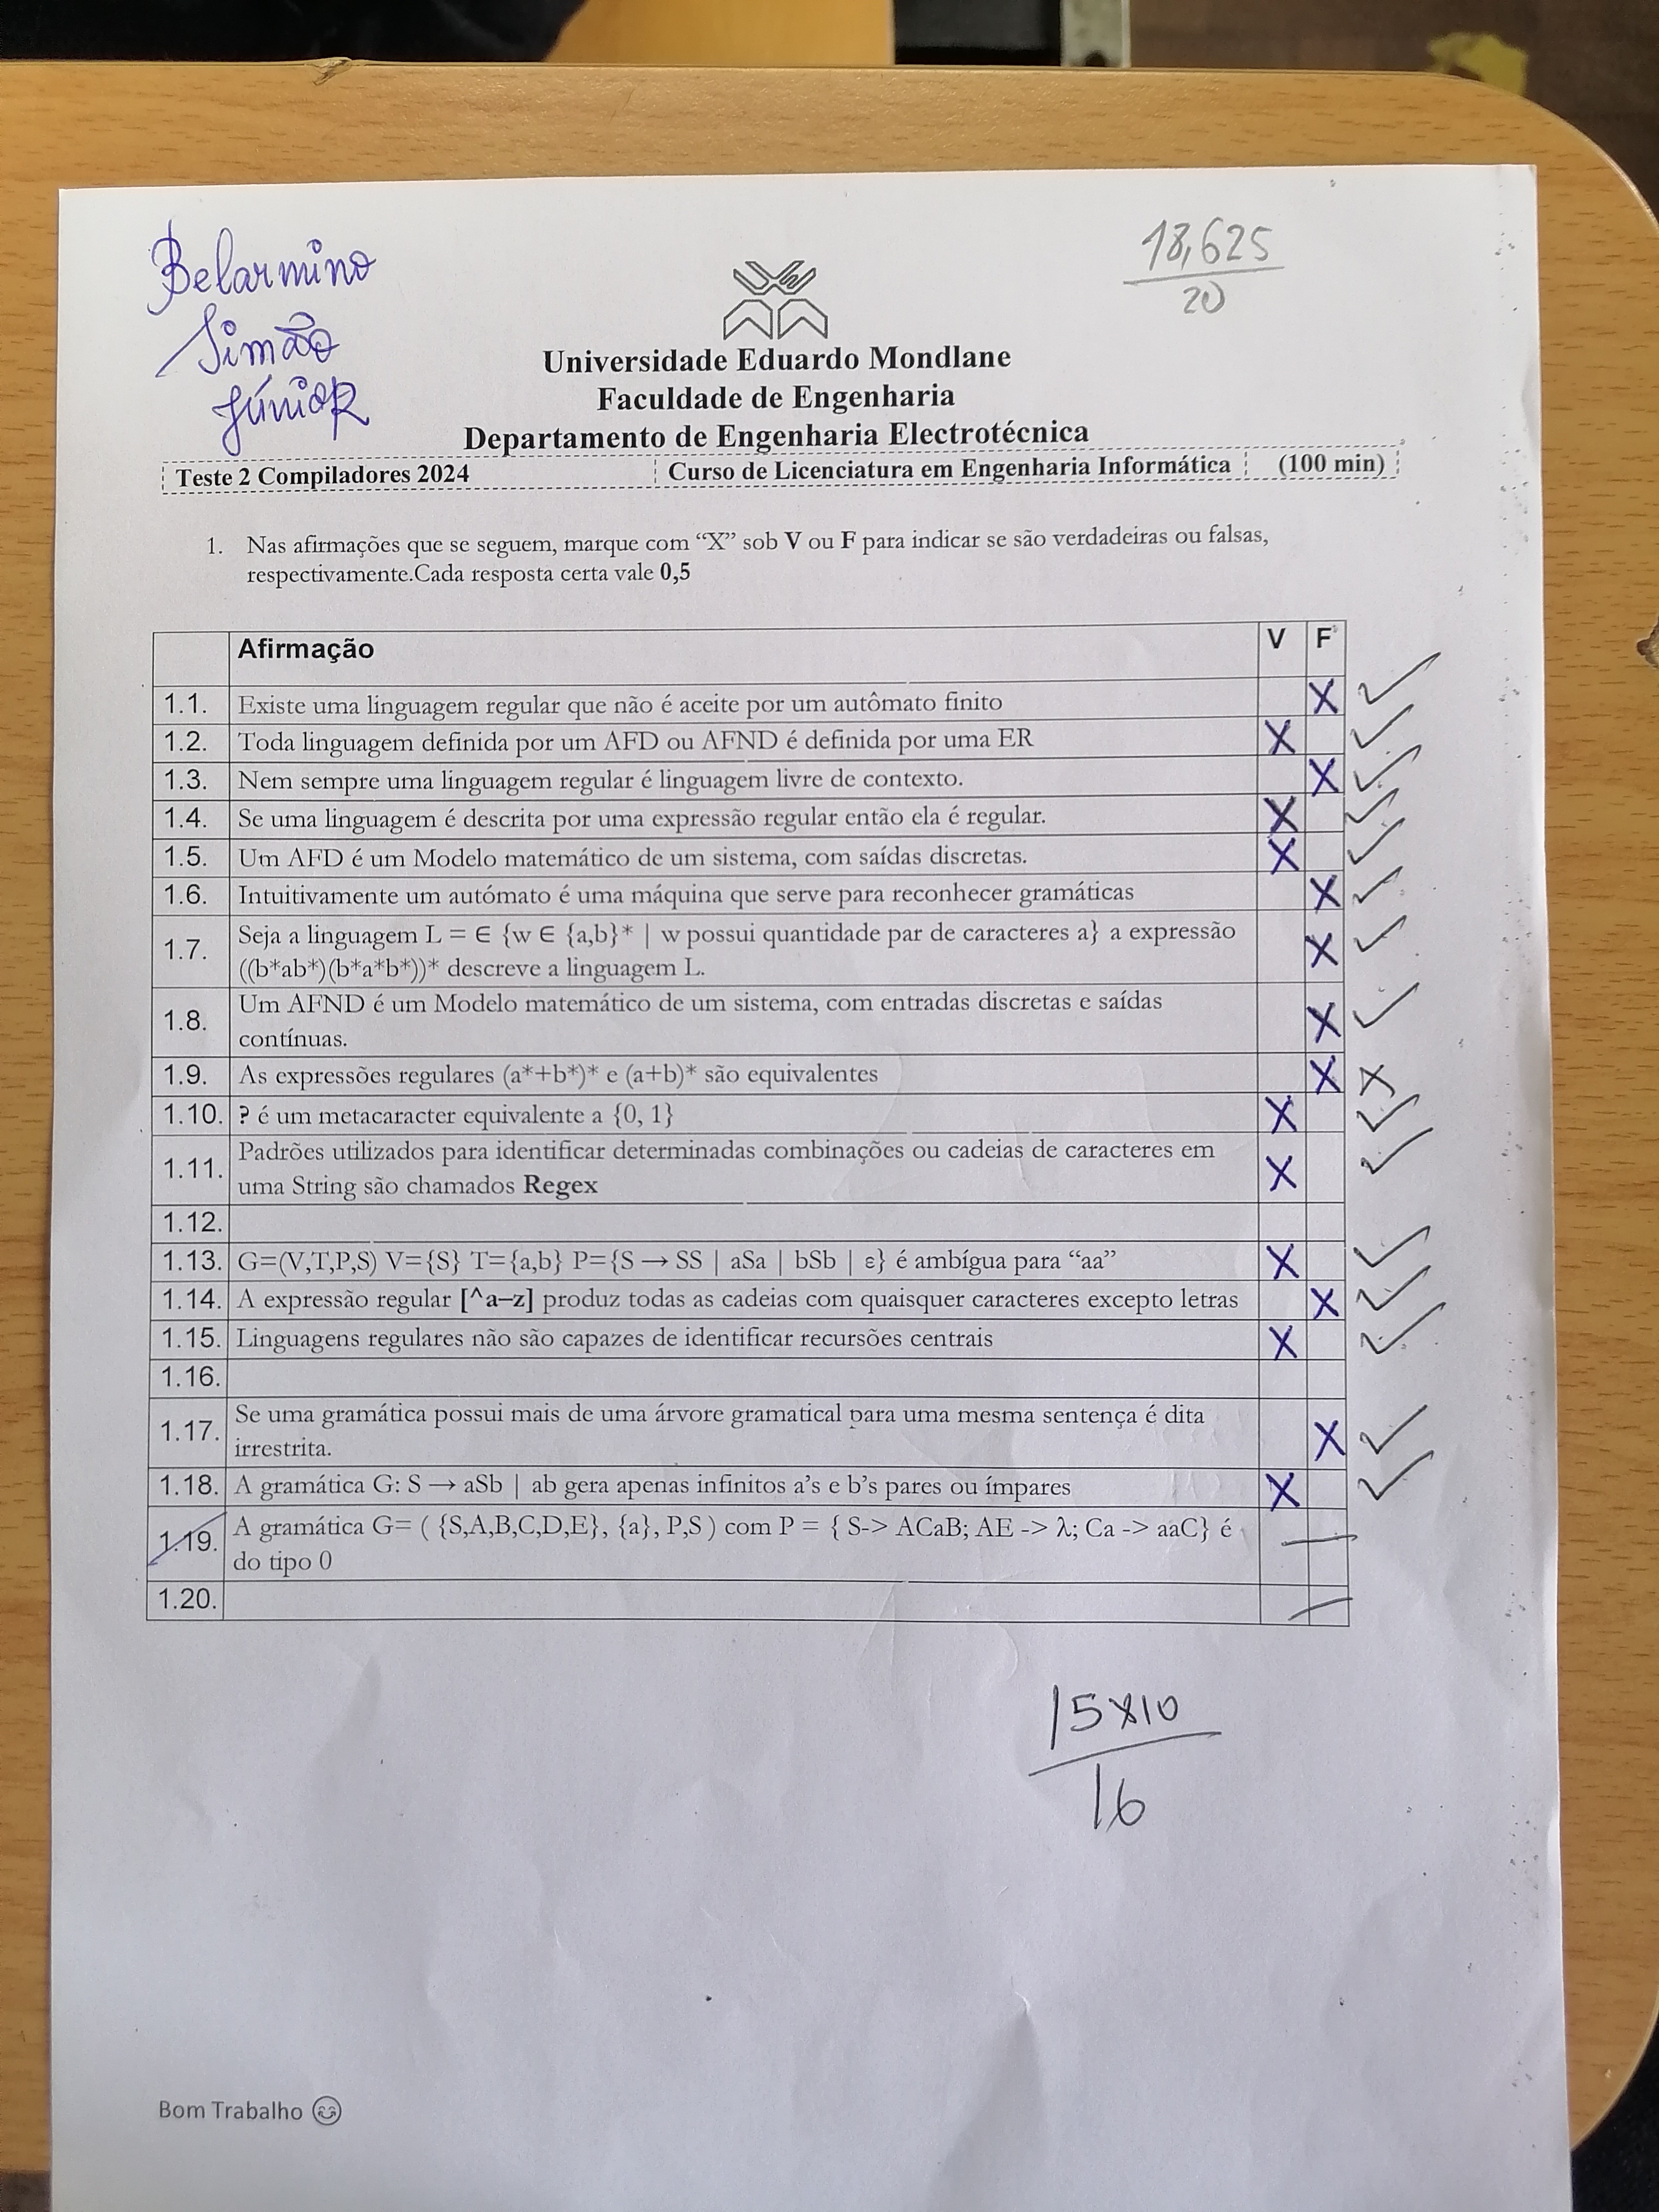 Belarmino
Simão
Júnior
18,625
20
Universidade Eduardo Mondlane
Faculdade de Engenharia
Departamento de Engenharia Electrotécnica
Teste 2 Compiladores 2024 Curso de Licenciatura em Engenharia Informática (100 min)
1. Nas afirmações que se seguem, marque com “X” sob V ou F para indicar se são verdadeiras ou falsas,
respectivamente.Cada resposta certa vale 0,5
Afirmação V F
1.1. Existe uma linguagem regular que não é aceite por um autômato finito X
1.2. Toda linguagem definida por um AFD ou AFND é definida por uma ER X
1.3. Nem sempre uma linguagem regular é linguagem livre de contexto. X
1.4. Se uma linguagem é descrita por uma expressão regular então ela é regular. X
1.5. Um AFD é um Modelo matemático de um sistema, com saídas discretas. X
1.6. Intuitivamente um autómato é uma máquina que serve para reconhecer gramáticas X
1.7. Seja a linguagem L = ∈ {w ∈ {a,b}* | w possui quantidade par de caracteres a} a expressão
((b*ab*)(b*a*b*))* descreve a linguagem L. X
1.8. Um AFND é um Modelo matemático de um sistema, com entradas discretas e saídas
contínuas. X
1.9. As expressões regulares (a*+b*)* e (a+b)* são equivalentes X
1.10. ? é um metacaracter equivalente a {0, 1} X
1.11. Padrões utilizados para identificar determinadas combinações ou cadeias de caracteres em
uma String são chamados Regex X
1.12.
1.13. G=(V,T,P,S) V={S} T={a,b} P={S → SS | aSa | bSb | ε} é ambígua para “aa” X
1.14. A expressão regular [^a–z] produz todas as cadeias com quaisquer caracteres excepto letras X
1.15. Linguagens regulares não são capazes de identificar recursões centrais X
1.16.
1.17. Se uma gramática possui mais de uma árvore gramatical para uma mesma sentença é dita
irrestrita. X
1.18. A gramática G: S → aSb | ab gera apenas infinitos a’s e b’s pares ou ímpares X
1.19. A gramática G= ( {S,A,B,C,D,E}, {a}, P,S ) com P = { S-> ACaB; AE -> λ; Ca -> aaC} é
do tipo 0
1.20.
15x10
16
Bom Trabalho 😊